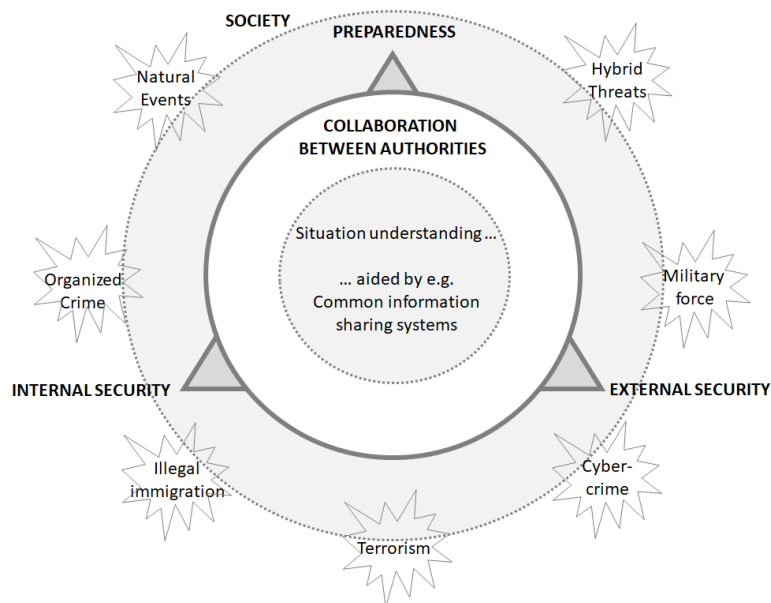 SOCIETY
PREPAREDNESS
Natural
Events
Hybrid
Threats
COLLABORATION
BETWEEN AUTHORITIES
Situation understanding ...
... aided by e.g.
Common information
sharing systems
Organized
Crime
Military
force
INTERNAL SECURITY
EXTERNAL SECURITY
Illegal
immigration
Cyber-
crime
Terrorism